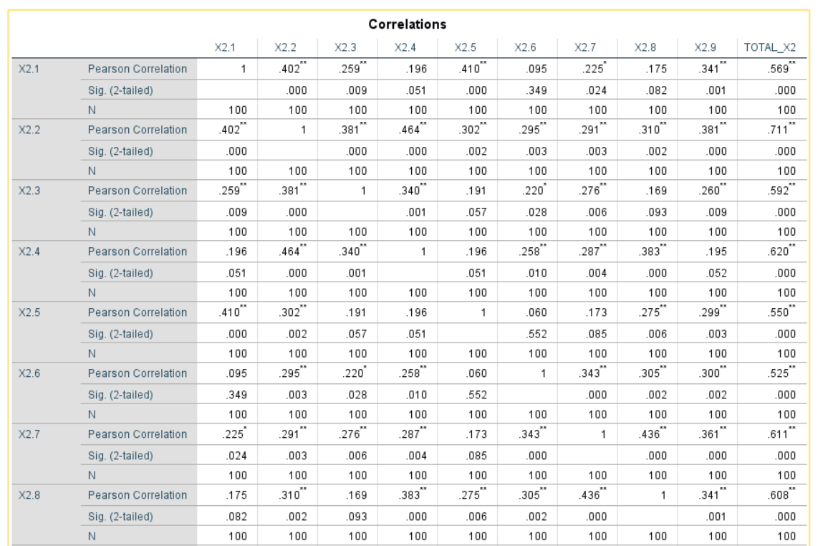 Correlations
X2.1 X2.2 X2.3 X2.4 X2.5 X2.6 X2.7 X2.8 X2.9 TOTAL_X2
X2.1 Pearson Correlation 1 .402** .259** .196 .410** .095 .225* .175 .341** .569**
Sig. (2-tailed) .000 .009 .051 .000 .349 .024 .082 .001 .000
N 100 100 100 100 100 100 100 100 100 100
X2.2 Pearson Correlation .402** 1 .381** .464** .302** .295** .291** .310** .381** .711**
Sig. (2-tailed) .000 .000 .000 .002 .003 .003 .002 .000 .000
N 100 100 100 100 100 100 100 100 100 100
X2.3 Pearson Correlation .259** .381** 1 .340** .191 .220* .276** .169 .260** .592**
Sig. (2-tailed) .009 .000 .001 .057 .028 .006 .093 .009 .000
N 100 100 100 100 100 100 100 100 100 100
X2.4 Pearson Correlation .196 .464** .340** 1 .196 .258** .287** .383** .195 .620**
Sig. (2-tailed) .051 .000 .001 .051 .010 .004 .000 .052 .000
N 100 100 100 100 100 100 100 100 100 100
X2.5 Pearson Correlation .410** .302** .191 .196 1 .060 .173 .275** .299** .550**
Sig. (2-tailed) .000 .002 .057 .051 .552 .085 .006 .003 .000
N 100 100 100 100 100 100 100 100 100 100
X2.6 Pearson Correlation .095 .295** .220* .258** .060 1 .343** .305** .300** .525**
Sig. (2-tailed) .349 .003 .028 .010 .552 .000 .002 .002 .000
N 100 100 100 100 100 100 100 100 100 100
X2.7 Pearson Correlation .225* .291** .276** .287** .173 .343** 1 .436** .361** .611**
Sig. (2-tailed) .024 .003 .006 .004 .085 .000 .000 .000 .000
N 100 100 100 100 100 100 100 100 100 100
X2.8 Pearson Correlation .175 .310** .169 .383** .275** .305** .436** 1 .341** .608**
Sig. (2-tailed) .082 .002 .093 .000 .006 .002 .000 .001 .000
N 100 100 100 100 100 100 100 100 100 100